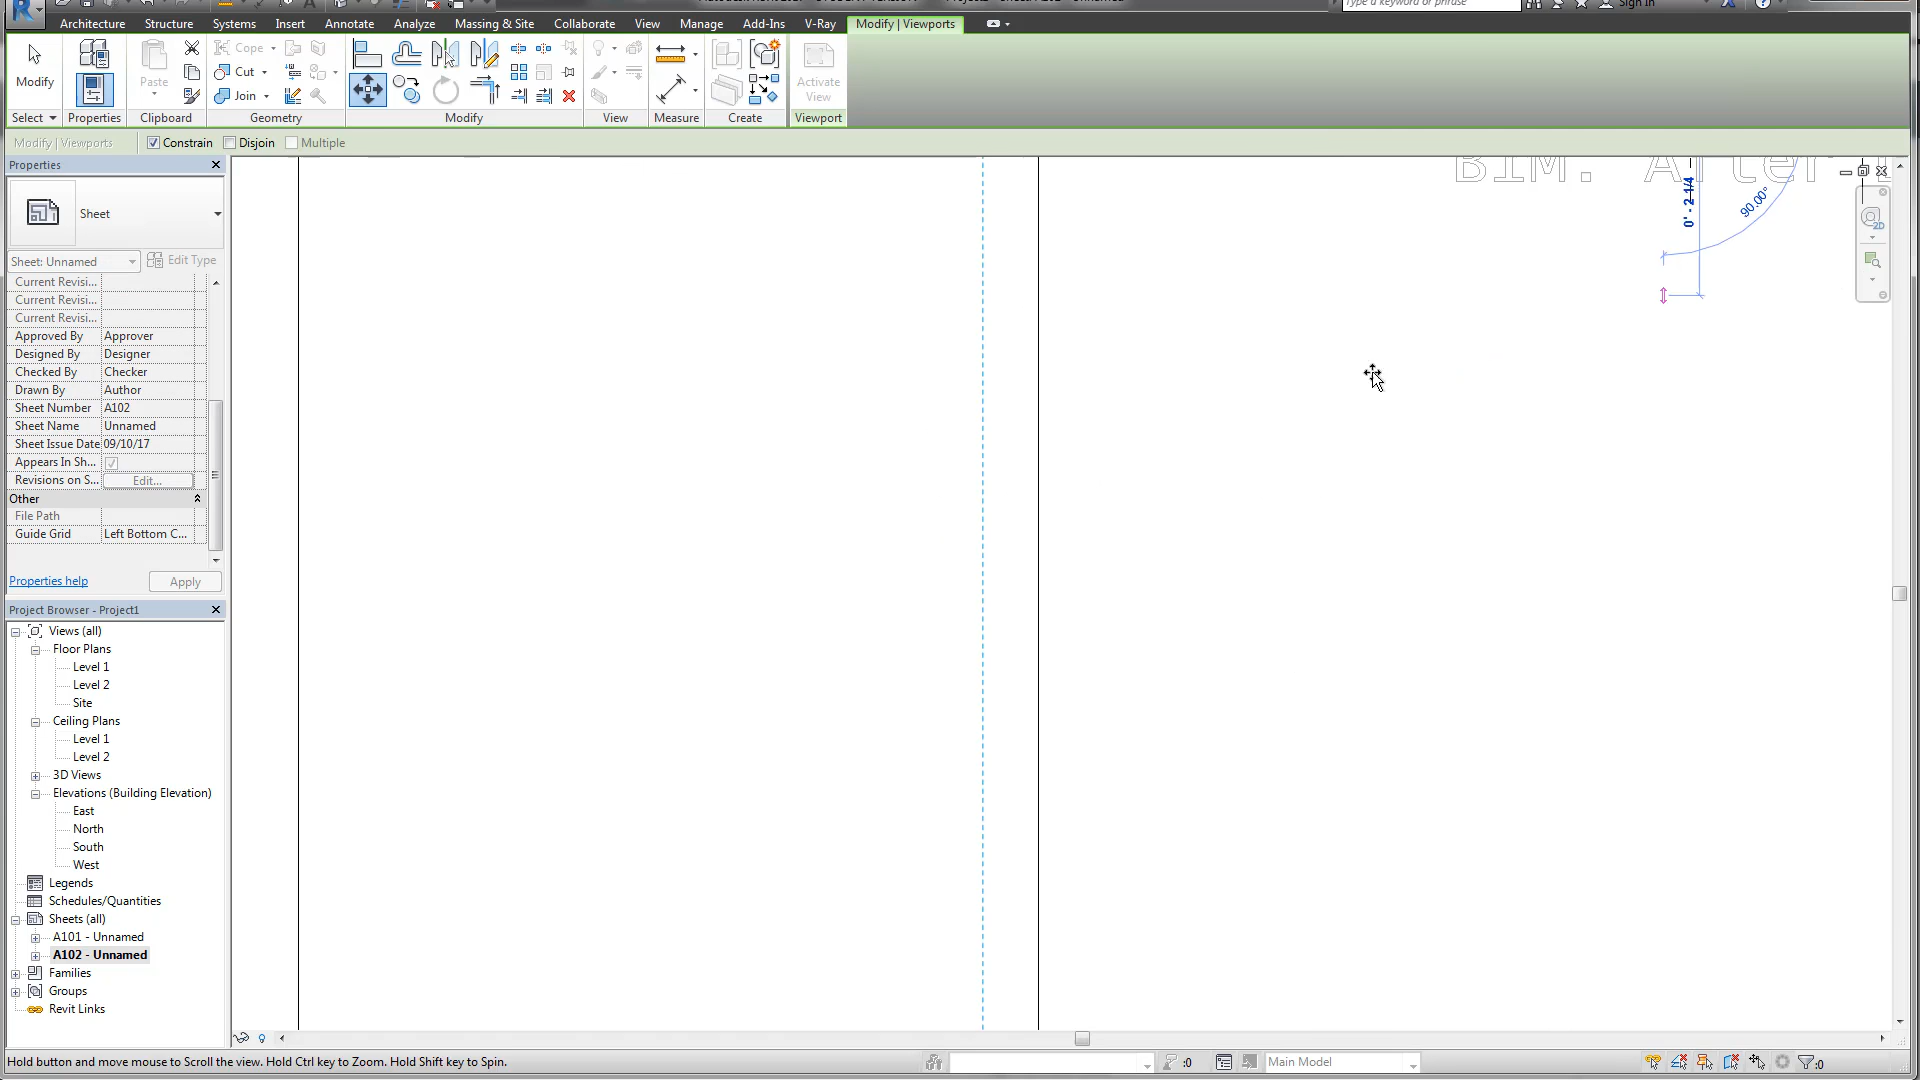 Sign In
Architecture Structure Systems Insert Annotate Analyze Massing & Site Collaborate View Manage Add-Ins V-Ray Modify | Viewports
Modify
Paste
Cope
Cut
Join
Activate
View
Select Properties Clipboard Geometry Modify View Measure Create Viewport
Modify | Viewports Constrain Disjoin Multiple
Properties
Sheet
Sheet: Unnamed Edit Type
Current Revisi...
Current Revisi...
Current Revisi...
Approved By Approver
Designed By Designer
Checked By Checker
Drawn By Author
Sheet Number A102
Sheet Name Unnamed
Sheet Issue Date 09/10/17
Appears In Sh...
Revisions on S... Edit...
Other
File Path
Guide Grid Left Bottom C...
Properties help Apply
Project Browser - Project1
Views (all)
Floor Plans
Level 1
Level 2
Site
Ceiling Plans
Level 1
Level 2
3D Views
Elevations (Building Elevation)
East
North
South
West
Legends
Schedules/Quantities
Sheets (all)
A101 - Unnamed
A102 - Unnamed
Families
Groups
Revit Links
BIM. After
0' - 2 1/4
90.00°
2D
Hold button and move mouse to Scroll the view. Hold Ctrl key to Zoom. Hold Shift key to Spin.
:0
Main Model
:0